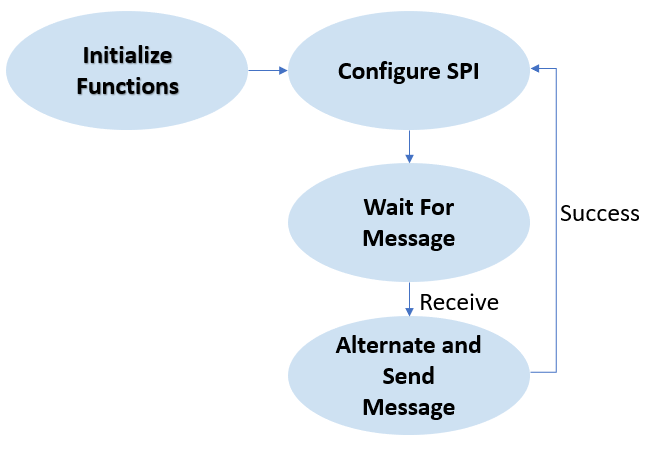 Initialize
Functions
Configure SPI
Wait For
Message
Receive
Success
Alternate and
Send
Message